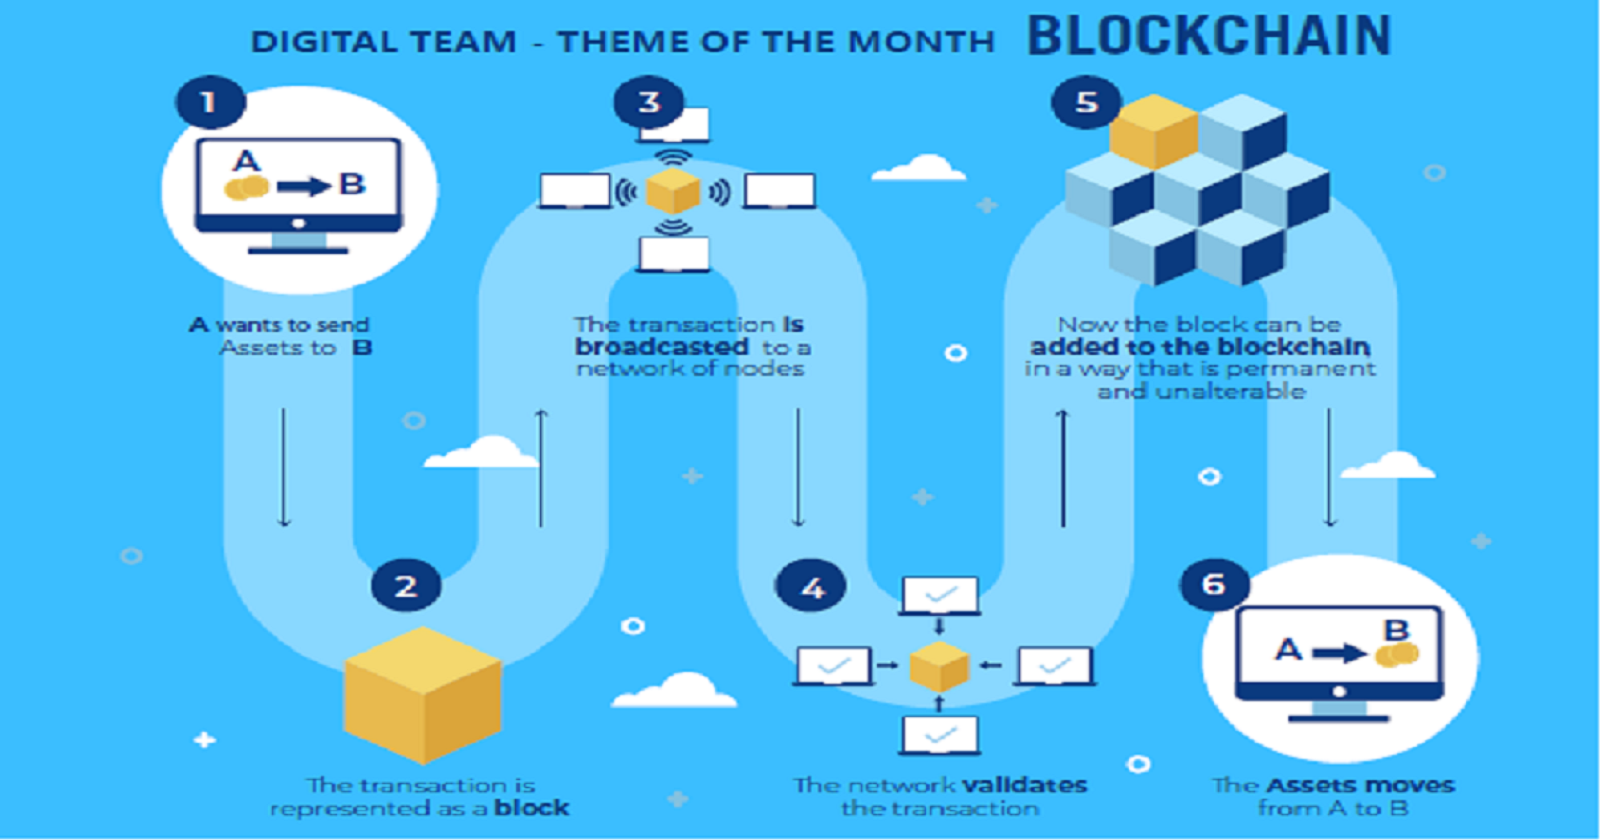 DIGITAL TEAM - THEME OF THE MONTH BLOCKCHAIN
1
A
B
A wants to send
Assets to B
2
The transaction is
represented as a block
3
The transaction is
broadcasted to a
network of nodes
4
The network validates
the transaction
5
Now the block can be
added to the blockchain,
in a way that is permanent
and unalterable
6
A
B
The Assets moves
from A to B